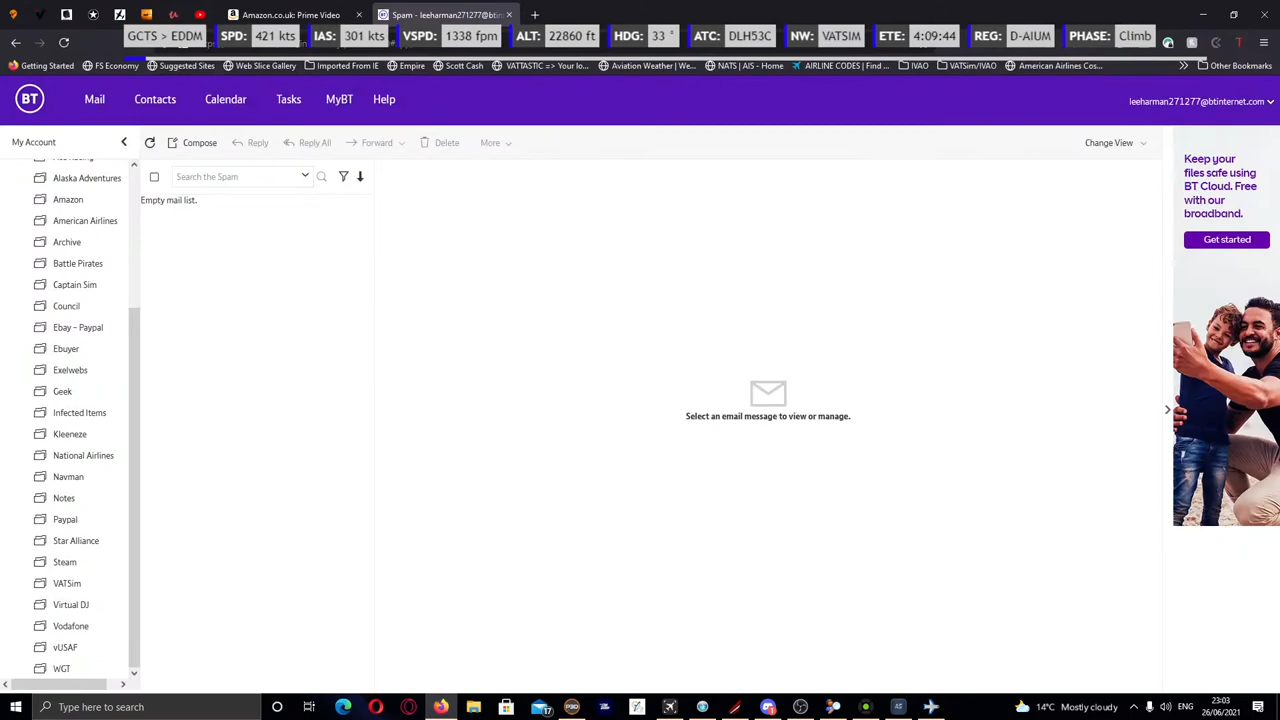 Amazon.co.uk: Prime Video
Spam - leeharman271277@btin
GCTS > EDDM SPD: 421 kts IAS: 301 kts VSPD: 1338 fpm ALT: 22860 ft HDG: 33 ° ATC: DLH53C NW: VATSIM ETE: 4:09:44 REG: D-AIUM PHASE: Climb
Getting Started FS Economy Suggested Sites Web Slice Gallery Imported From IE Empire Scott Cash VATTASTIC => Your lo... Aviation Weather | We... NATS | AIS - Home AIRLINE CODES | Find ... IVAO VATSim/IVAO American Airlines Cos... Other Bookmarks
BT Mail Contacts Calendar Tasks MyBT Help leeharman271277@btinternet.com
My Account Compose Reply Reply All Forward Delete More Change View
Search the Spam
Empty mail list.
Alaska Adventures
Amazon
American Airlines
Archive
Battle Pirates
Captain Sim
Council
Ebay - Paypal
Ebuyer
Exelwebs
Geek
Infected Items
Kleeneze
National Airlines
Navman
Notes
Paypal
Star Alliance
Steam
VATSim
Virtual DJ
Vodafone
vUSAF
WGT
Select an email message to view or manage.
Keep your
files safe using
BT Cloud. Free
with our
broadband.
Get started
Type here to search
14°C Mostly cloudy
23:03
26/06/2021